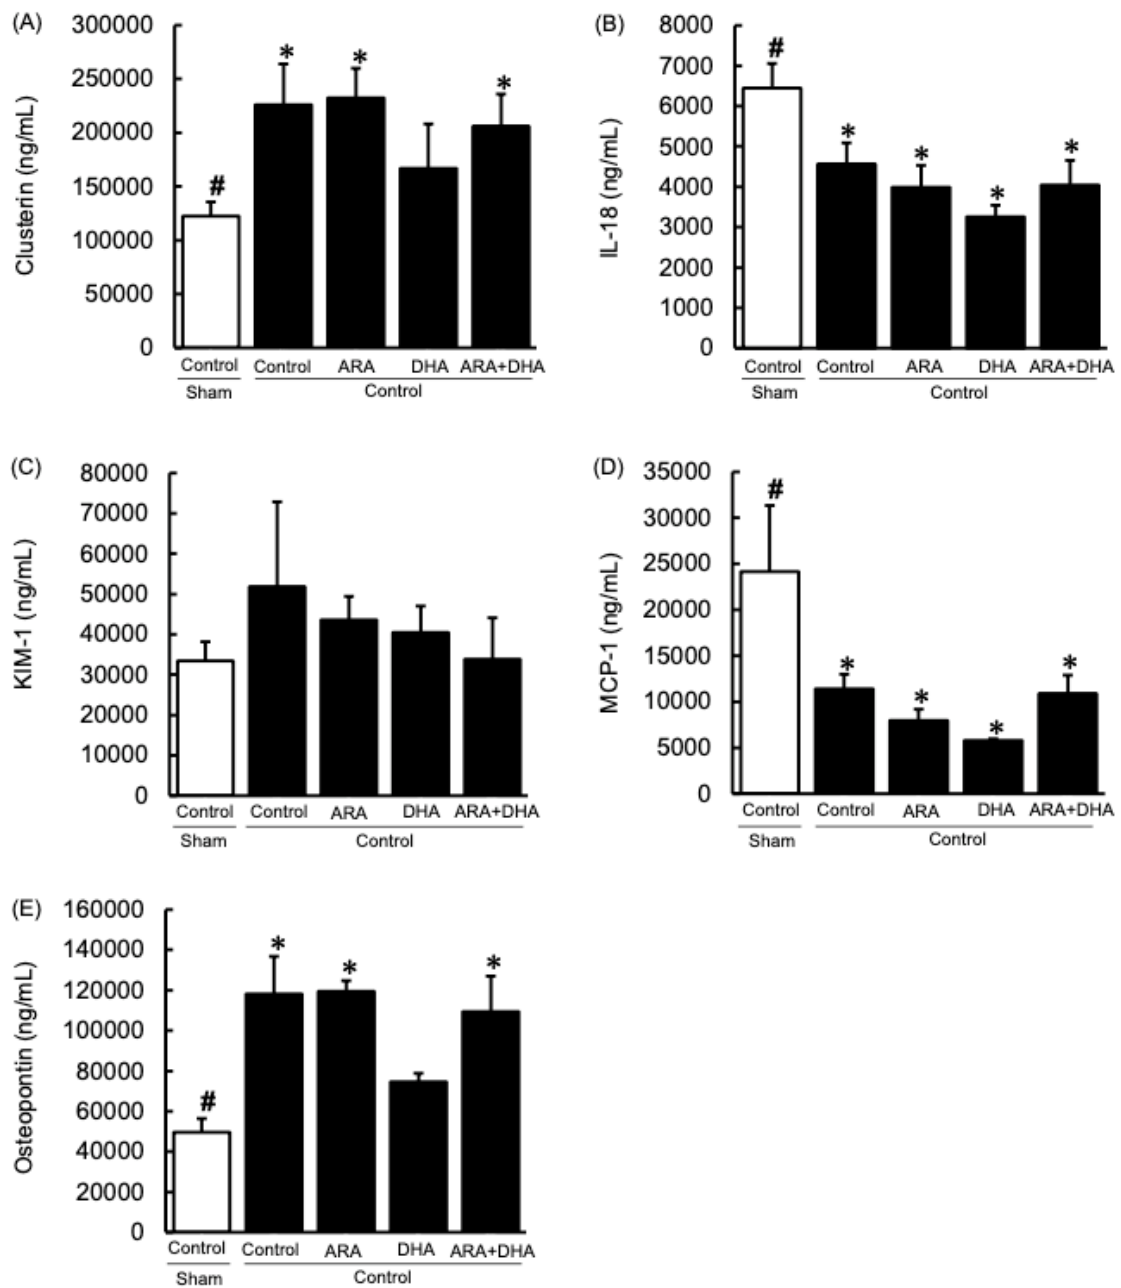 (A)
Clusterin (ng/mL)
300000
250000
200000
150000
100000
50000
0
#
*
*
*
Control
Control
ARA
DHA
ARA+DHA
Sham
Control
(B)
IL-18 (ng/mL)
8000
7000
6000
5000
4000
3000
2000
1000
0
#
*
*
*
*
Control
Control
ARA
DHA
ARA+DHA
Sham
Control
(C)
KIM-1 (ng/mL)
80000
70000
60000
50000
40000
30000
20000
10000
0
Control
Control
ARA
DHA
ARA+DHA
Sham
Control
(D)
MCP-1 (ng/mL)
35000
30000
25000
20000
15000
10000
5000
0
#
*
*
*
*
Control
Control
ARA
DHA
ARA+DHA
Sham
Control
(E)
Osteopontin (ng/mL)
160000
140000
120000
100000
80000
60000
40000
20000
0
#
*
*
*
Control
Control
ARA
DHA
ARA+DHA
Sham
Control